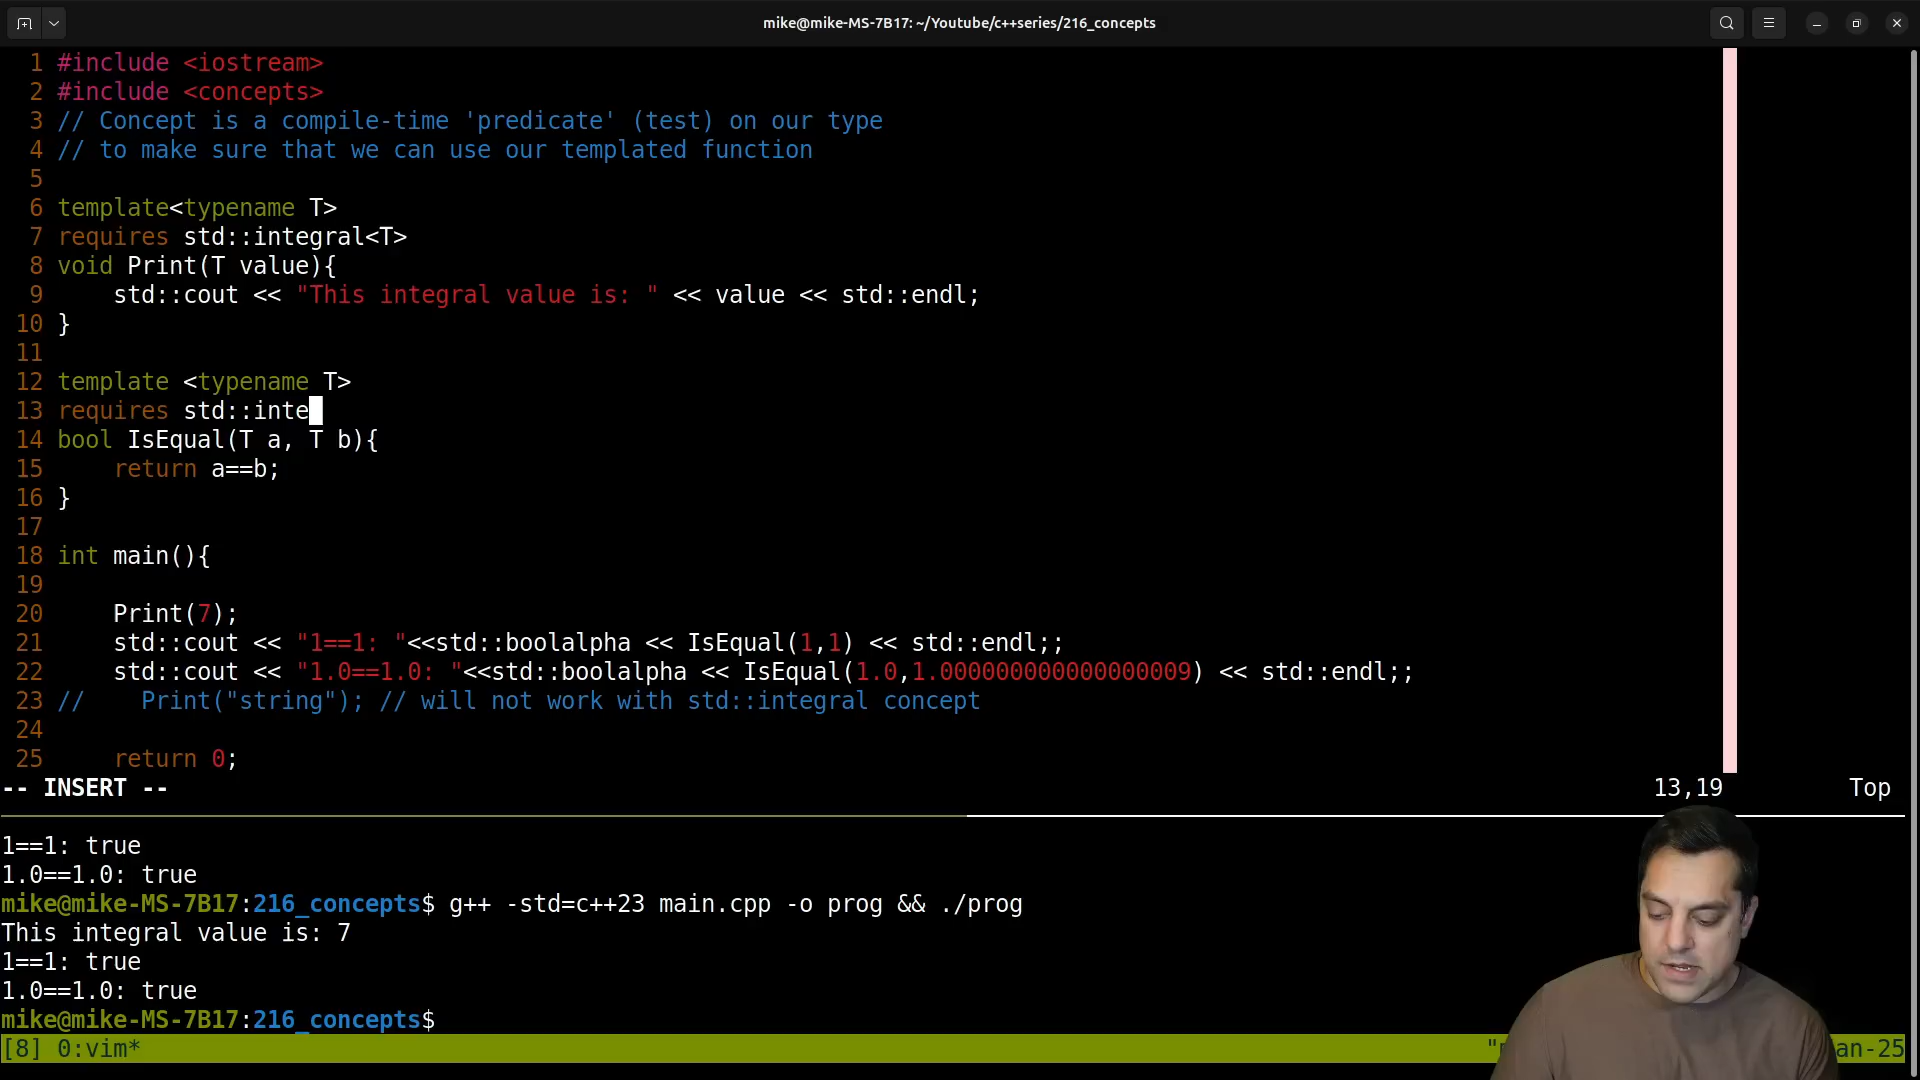 mike@mike-MS-7B17: ~/Youtube/c++series/216_concepts
1 #include <iostream>
2 #include <concepts>
3 // Concept is a compile-time 'predicate' (test) on our type
4 // to make sure that we can use our templated function
5
6 template<typename T>
7 requires std::integral<T>
8 void Print(T value){
9     std::cout << "This integral value is: " << value << std::endl;
10 }
11
12 template <typename T>
13 requires std::inte
14 bool IsEqual(T a, T b){
15     return a==b;
16 }
17
18 int main(){
19
20     Print(7);
21     std::cout << "1==1: "<<std::boolalpha << IsEqual(1,1) << std::endl;;
22     std::cout << "1.0==1.0: "<<std::boolalpha << IsEqual(1.0,1.000000000000000009) << std::endl;;
23 //    Print("string"); // will not work with std::integral concept
24
25     return 0;
-- INSERT -- 13,19 Top
1==1: true
1.0==1.0: true
mike@mike-MS-7B17:216_concepts$ g++ -std=c++23 main.cpp -o prog && ./prog
This integral value is: 7
1==1: true
1.0==1.0: true
mike@mike-MS-7B17:216_concepts$
[8] 0:vim* an-25